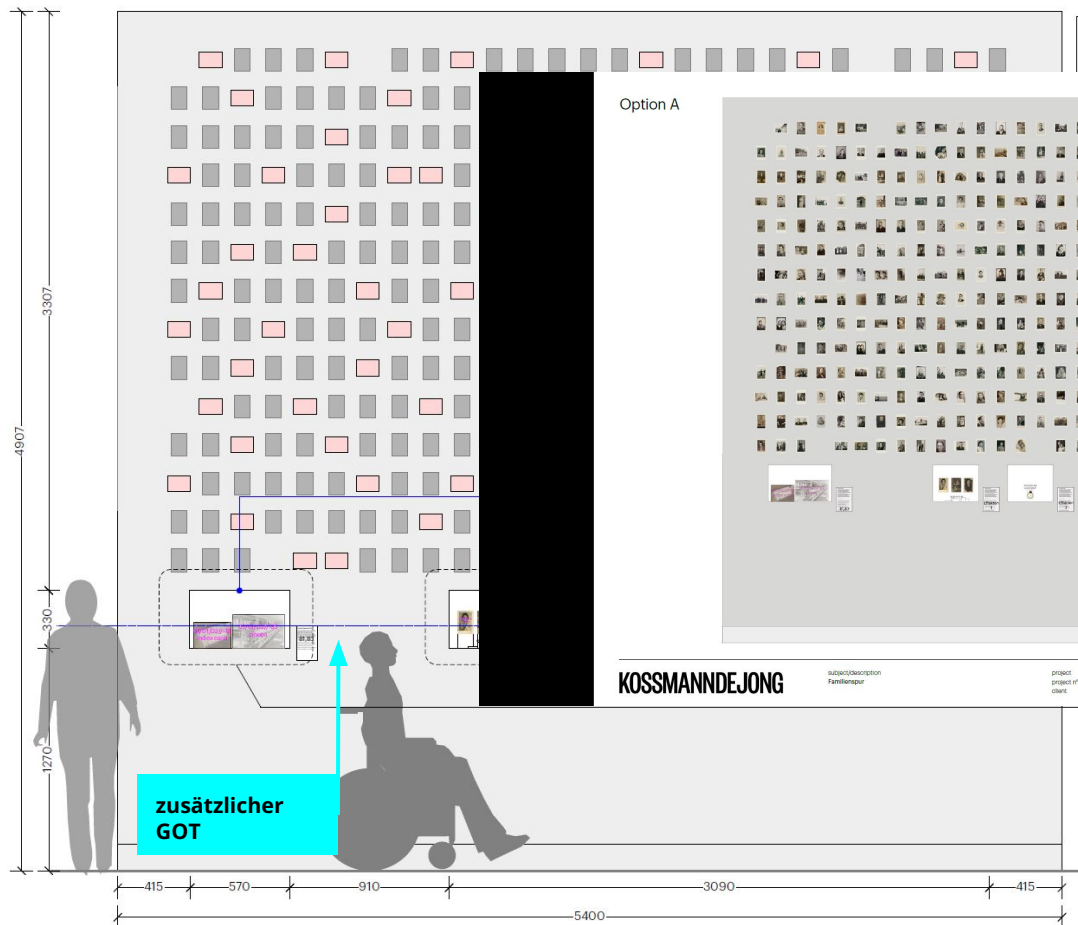 Option A
3307
4907
330
1270
KOSSMANNDEJONG
subject/description
Familienspur
project
project n°
client
zusätzlicher
GOT
415
570
910
3090
415
5400